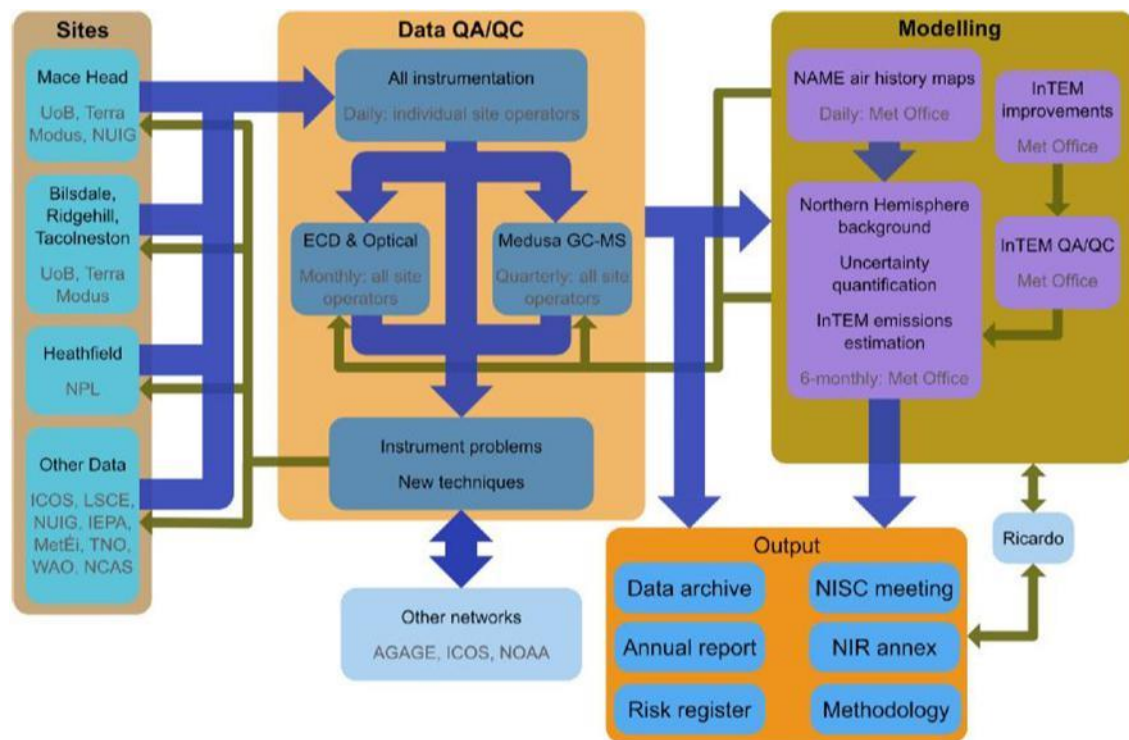 Sites
Mace Head
UoB, Terra
Modus, NUIG
Bilsdale,
Ridgehill,
Tacolneston
UoB, Terra
Modus
Heathfield
NPL
Other Data
ICOS, LSCE,
NUIG, IEPA,
MetÉi, TNO,
WAO, NCAS
Data QA/QC
All instrumentation
Daily: individual site operators
ECD & Optical
Monthly: all site
operators
Medusa GC-MS
Quarterly: all site
operators
Instrument problems
New techniques
Other networks
AGAGE, ICOS, NOAA
Modelling
NAME air history maps
Daily: Met Office
Northern Hemisphere
background
Uncertainty
quantification
InTEM emissions
estimation
6-monthly: Met Office
InTEM
improvements
Met Office
InTEM QA/QC
Met Office
Ricardo
Output
Data archive
NISC meeting
Annual report
NIR annex
Risk register
Methodology